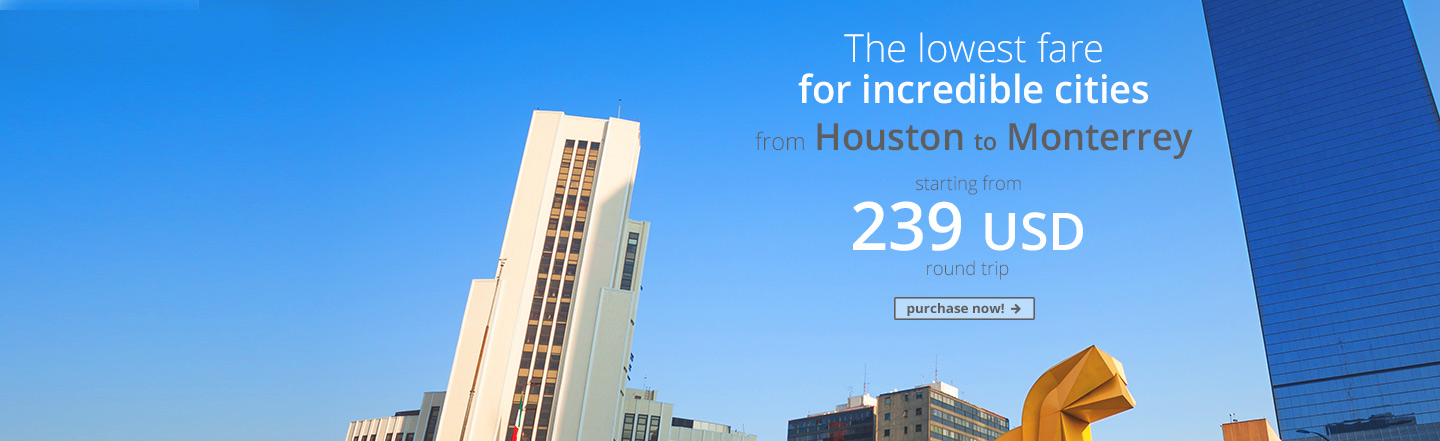 The lowest fare
for incredible cities
from Houston to Monterrey
starting from
239 USD
round trip
purchase now! →